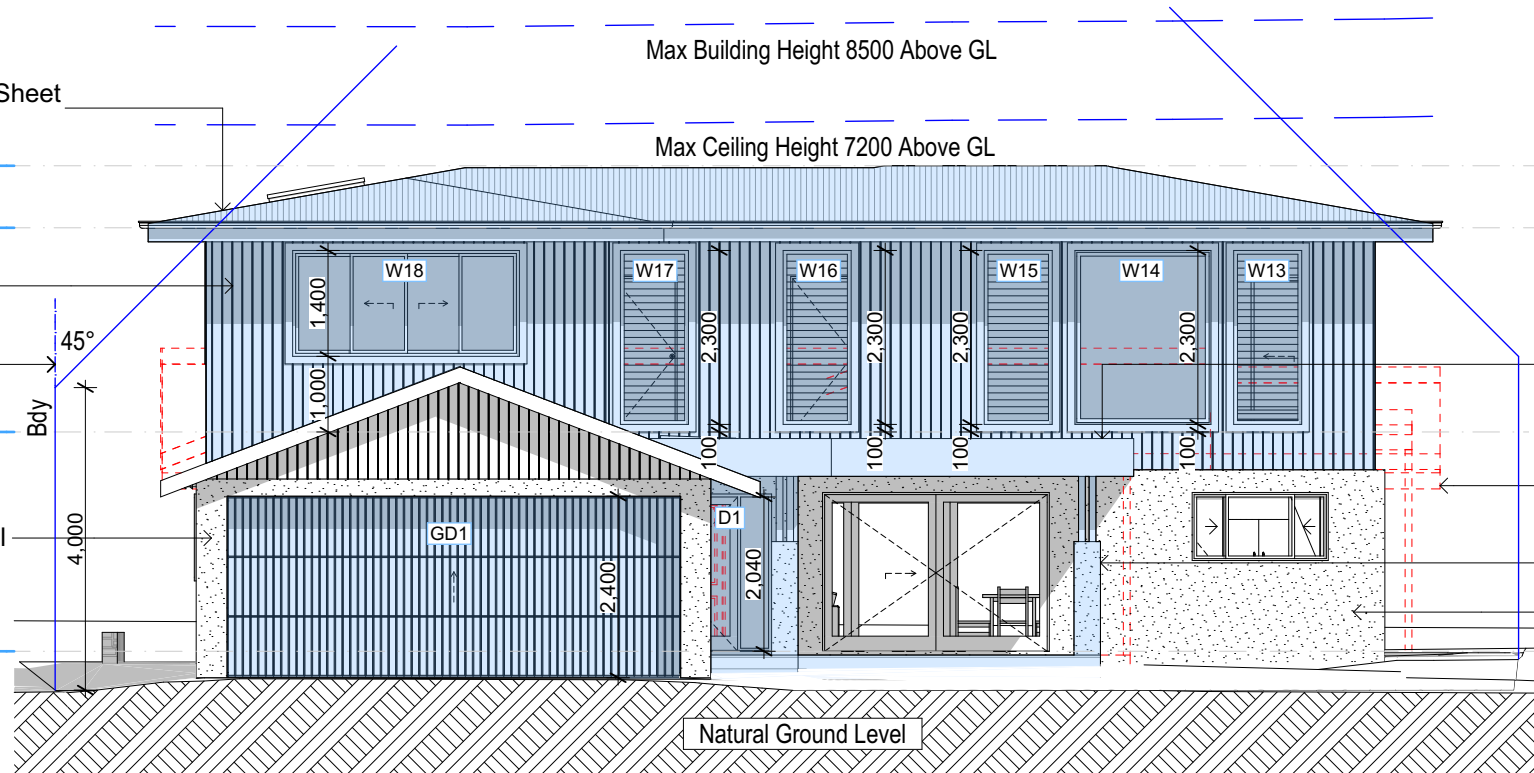 Max Building Height 8500 Above GL
Sheet
Max Ceiling Height 7200 Above GL
W18
W17
W16
W15
W14
W13
1,400
2,300
2,300
2,300
2,300
45°
1,000
Bdy
100
100
100
100
4,000
GD1
D1
2,400
2,040
l
Natural Ground Level